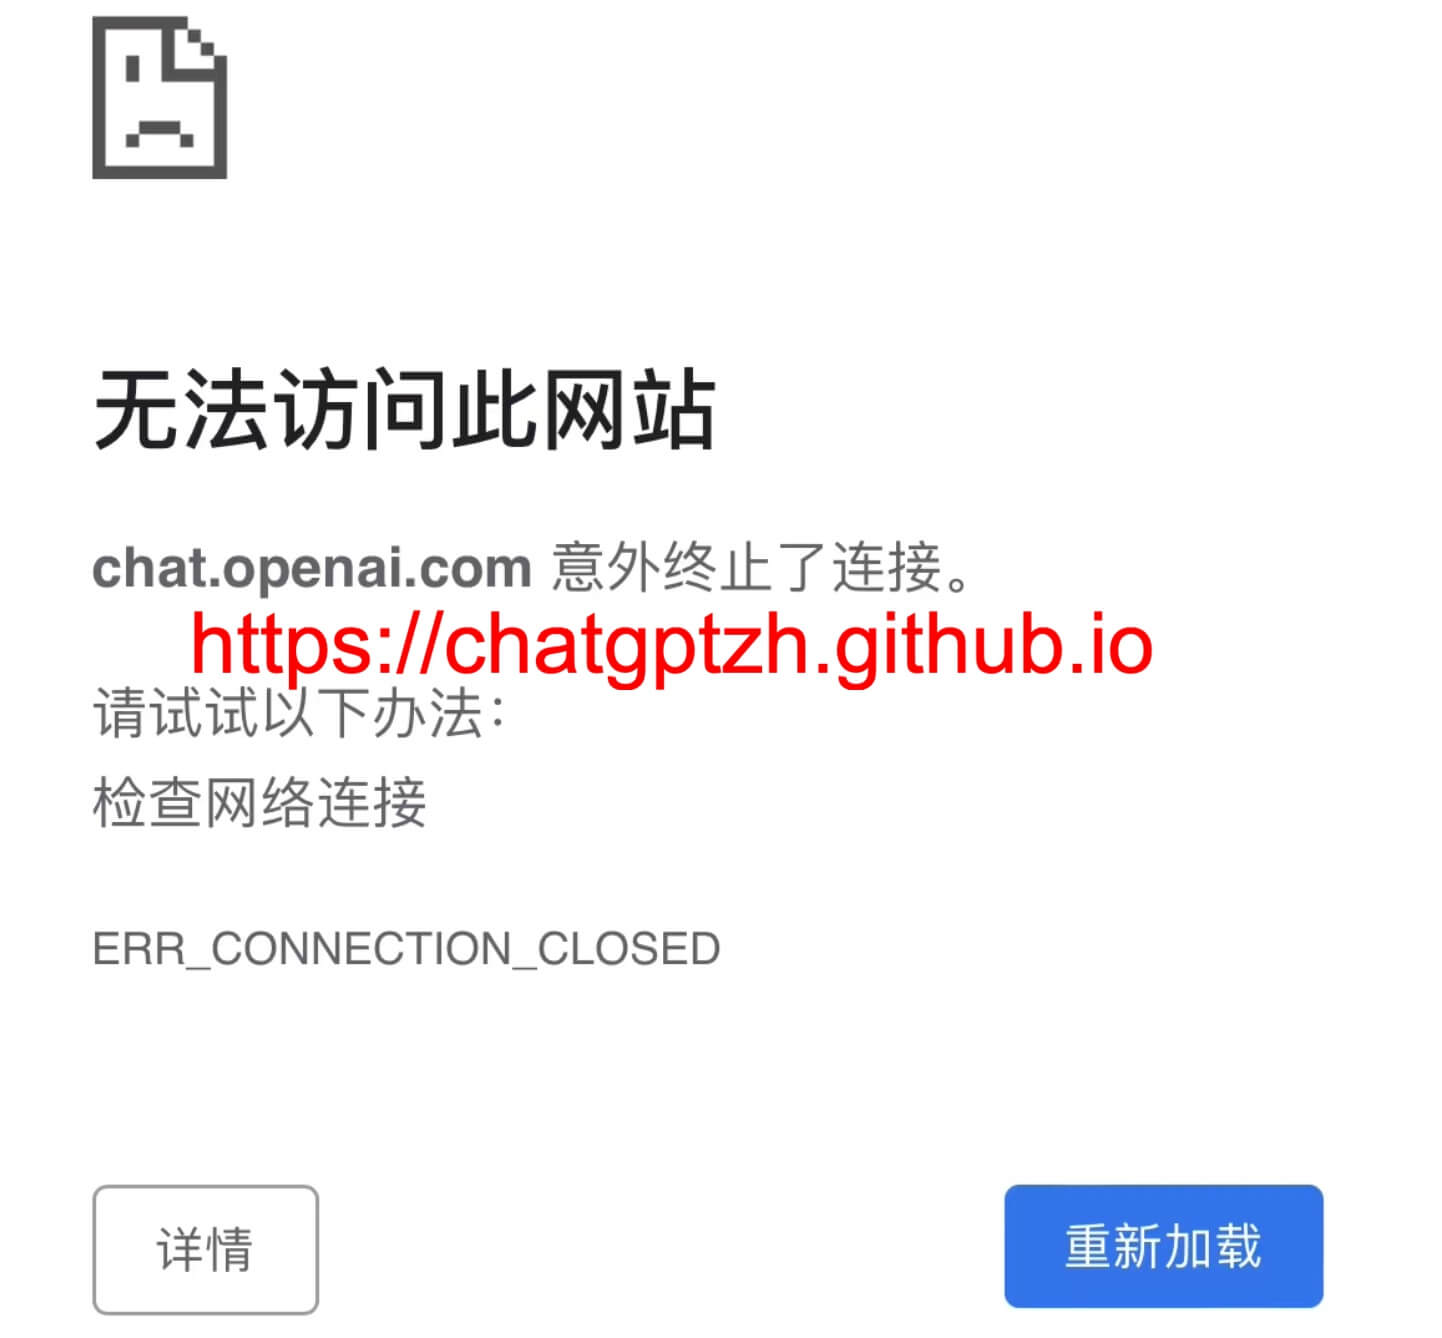 无法访问此网站
chat.openai.com 意外终止了连接。
https://chatgptzh.github.io
请试试以下办法：
检查网络连接
ERR_CONNECTION_CLOSED
详情
重新加载